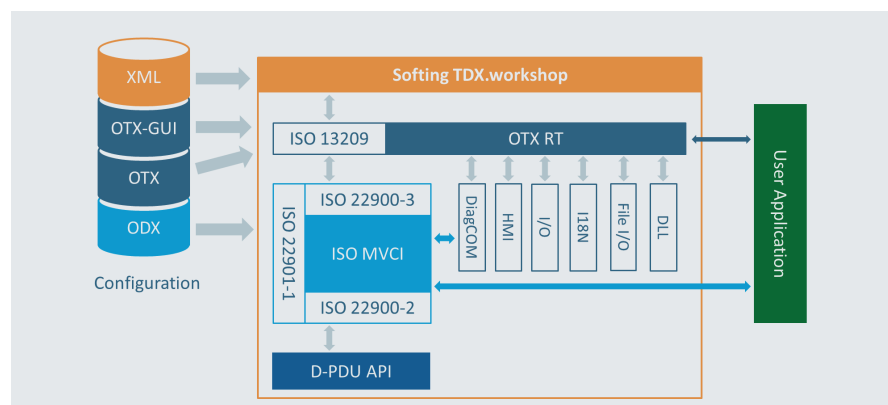 XML
OTX-GUI
OTX
ODX
Configuration
Softing TDX.workshop
ISO 13209
OTX RT
ISO 22901-1
ISO 22900-3
ISO MVCI
ISO 22900-2
DiagCOM
HMI
I/O
I18N
File I/O
DLL
D-PDU API
User Application